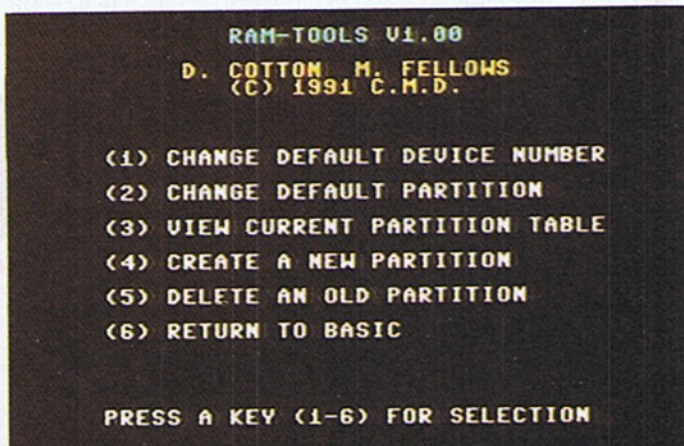 RAM-TOOLS V1.00
D. COTTON M. FELLOWS
(C) 1991 C.M.D.
(1) CHANGE DEFAULT DEVICE NUMBER
(2) CHANGE DEFAULT PARTITION
(3) VIEW CURRENT PARTITION TABLE
(4) CREATE A NEW PARTITION
(5) DELETE AN OLD PARTITION
(6) RETURN TO BASIC
PRESS A KEY (1-6) FOR SELECTION